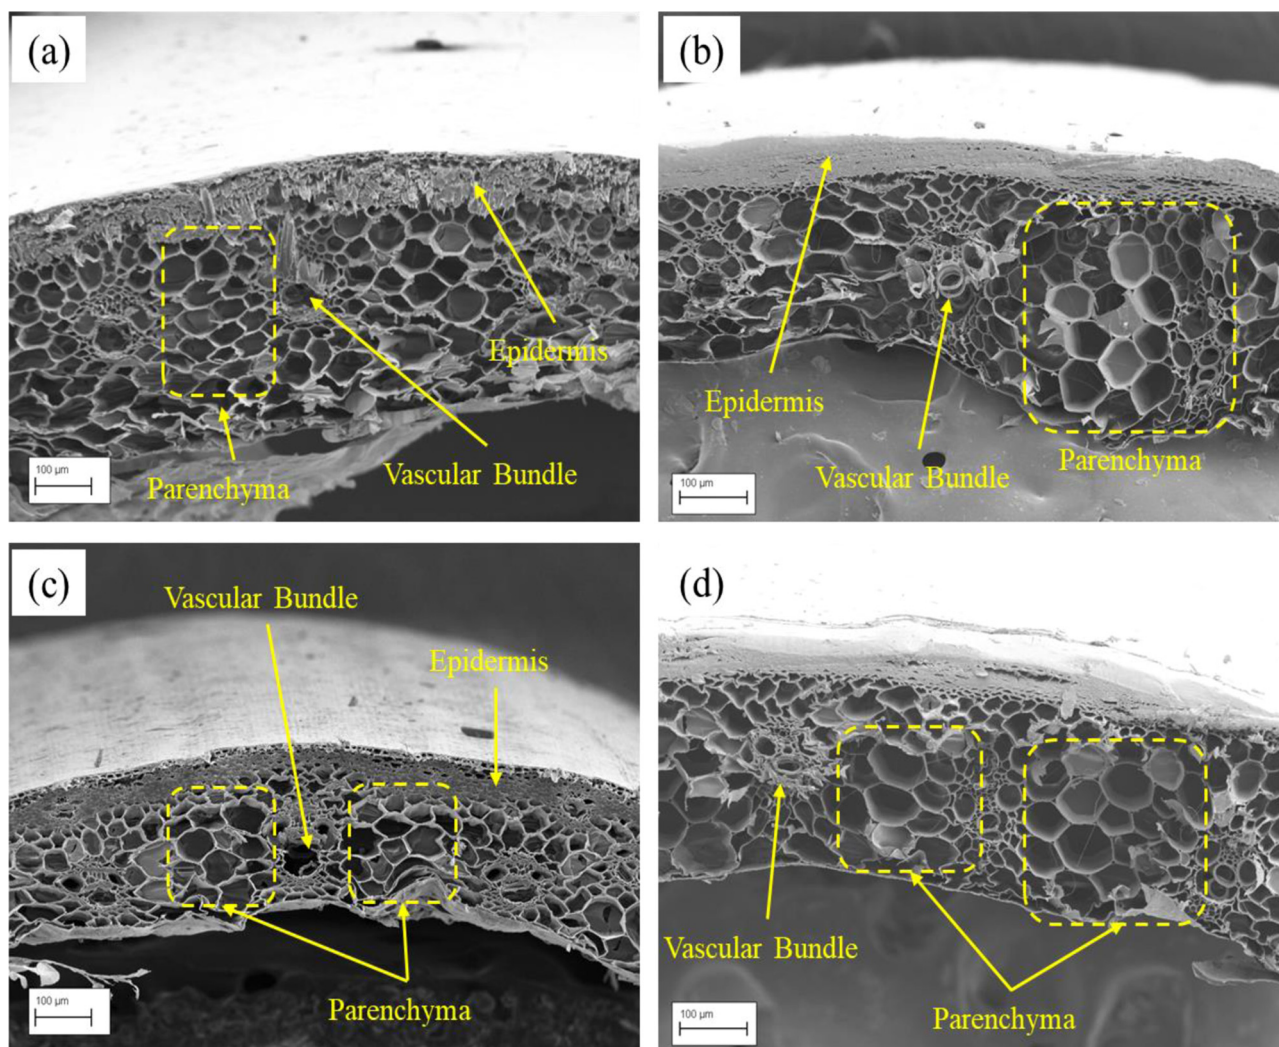 (a)
Epidermis
Vascular Bundle
Parenchyma
100 µm
(b)
Epidermis
Vascular Bundle
Parenchyma
100 µm
(c)
Vascular Bundle
Epidermis
Parenchyma
100 µm
(d)
Vascular Bundle
Parenchyma
100 µm